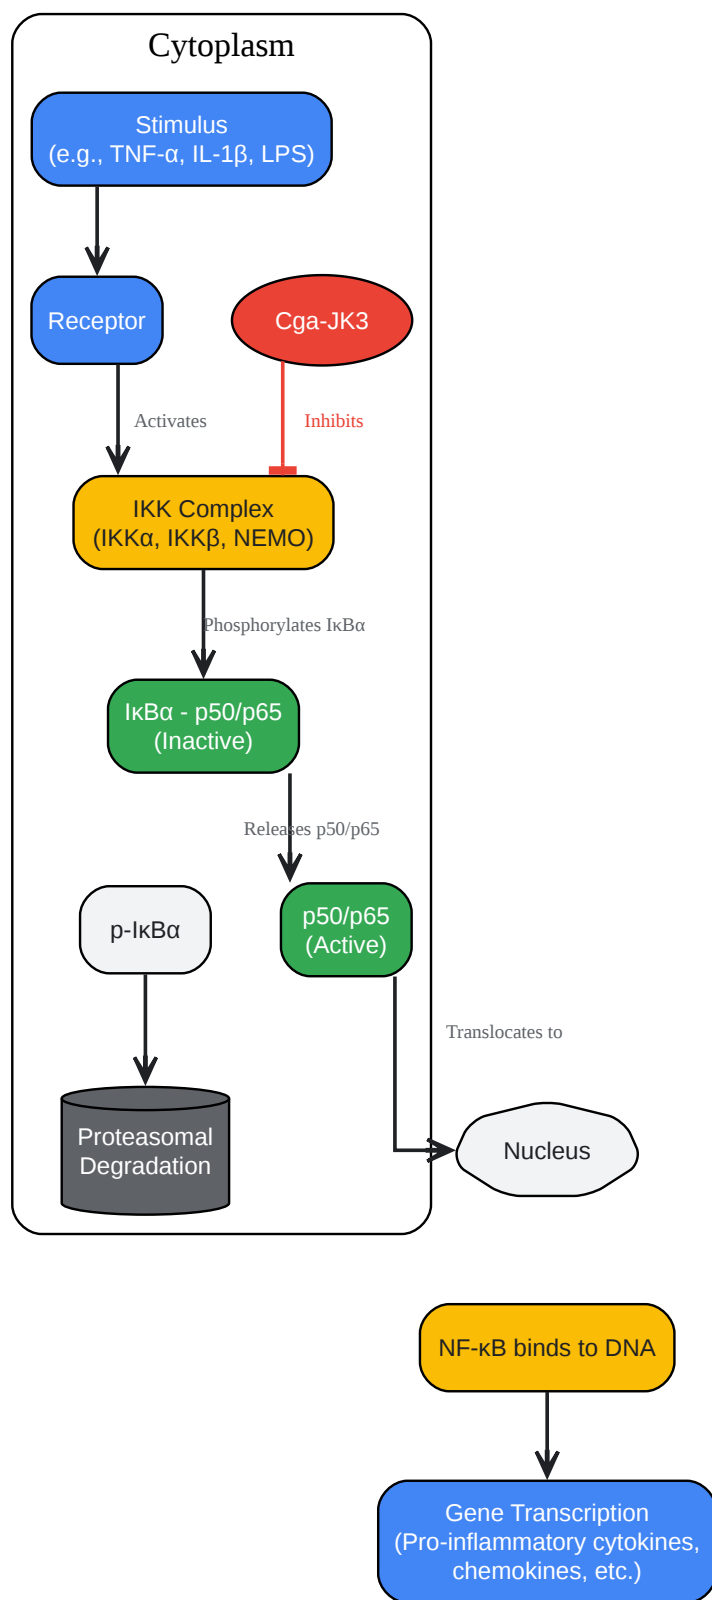 Cytoplasm
Stimulus
(e.g., TNF-α, IL-1β, LPS)
Receptor
Cga-JK3
Activates
Inhibits
IKK Complex
(IKKα, IKKβ, NEMO)
Phosphorylates IκBα
IκBα - p50/p65
(Inactive)
Releases p50/p65
p-IκBα
p50/p65
(Active)
Translocates to
Proteasomal
Degradation
Nucleus
NF-κB binds to DNA
Gene Transcription
(Pro-inflammatory cytokines,
chemokines, etc.)